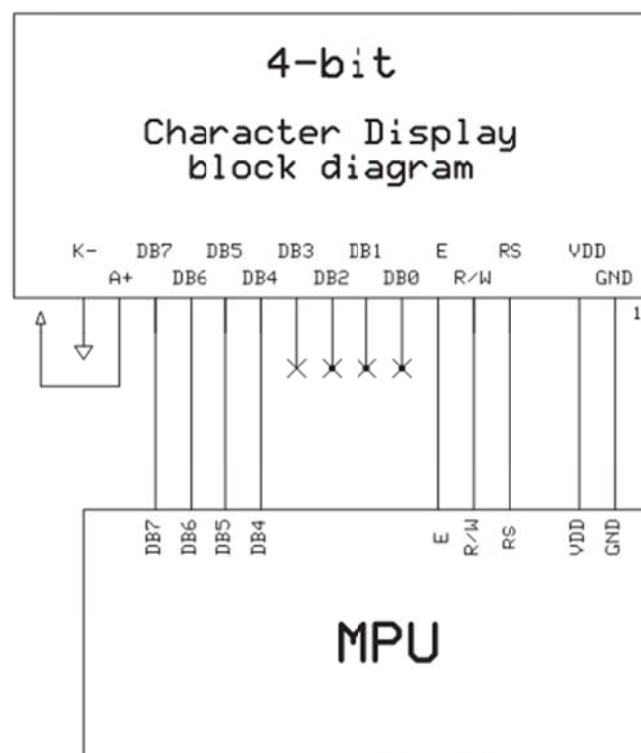 4-bit
Character Display
block diagram
K- DB7 DB5 DB3 DB1 E RS VDD
A+ DB6 DB4 DB2 DB0 R/W GND
1
DB7 DB6 DB5 DB4 E R/W RS VDD GND
MPU